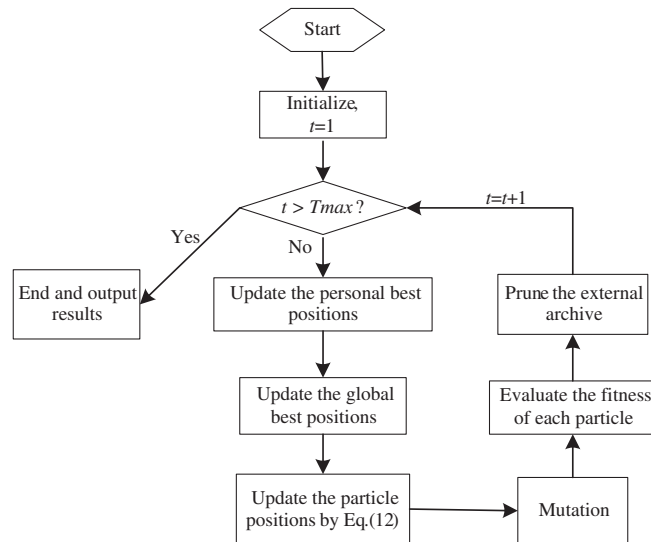 Start
Initialize,
t=1
t > Tmax ?
t=t+1
Yes
No
End and output
results
Update the personal best
positions
Prune the external
archive
Update the global
best positions
Evaluate the fitness
of each particle
Update the particle
positions by Eq.(12)
Mutation